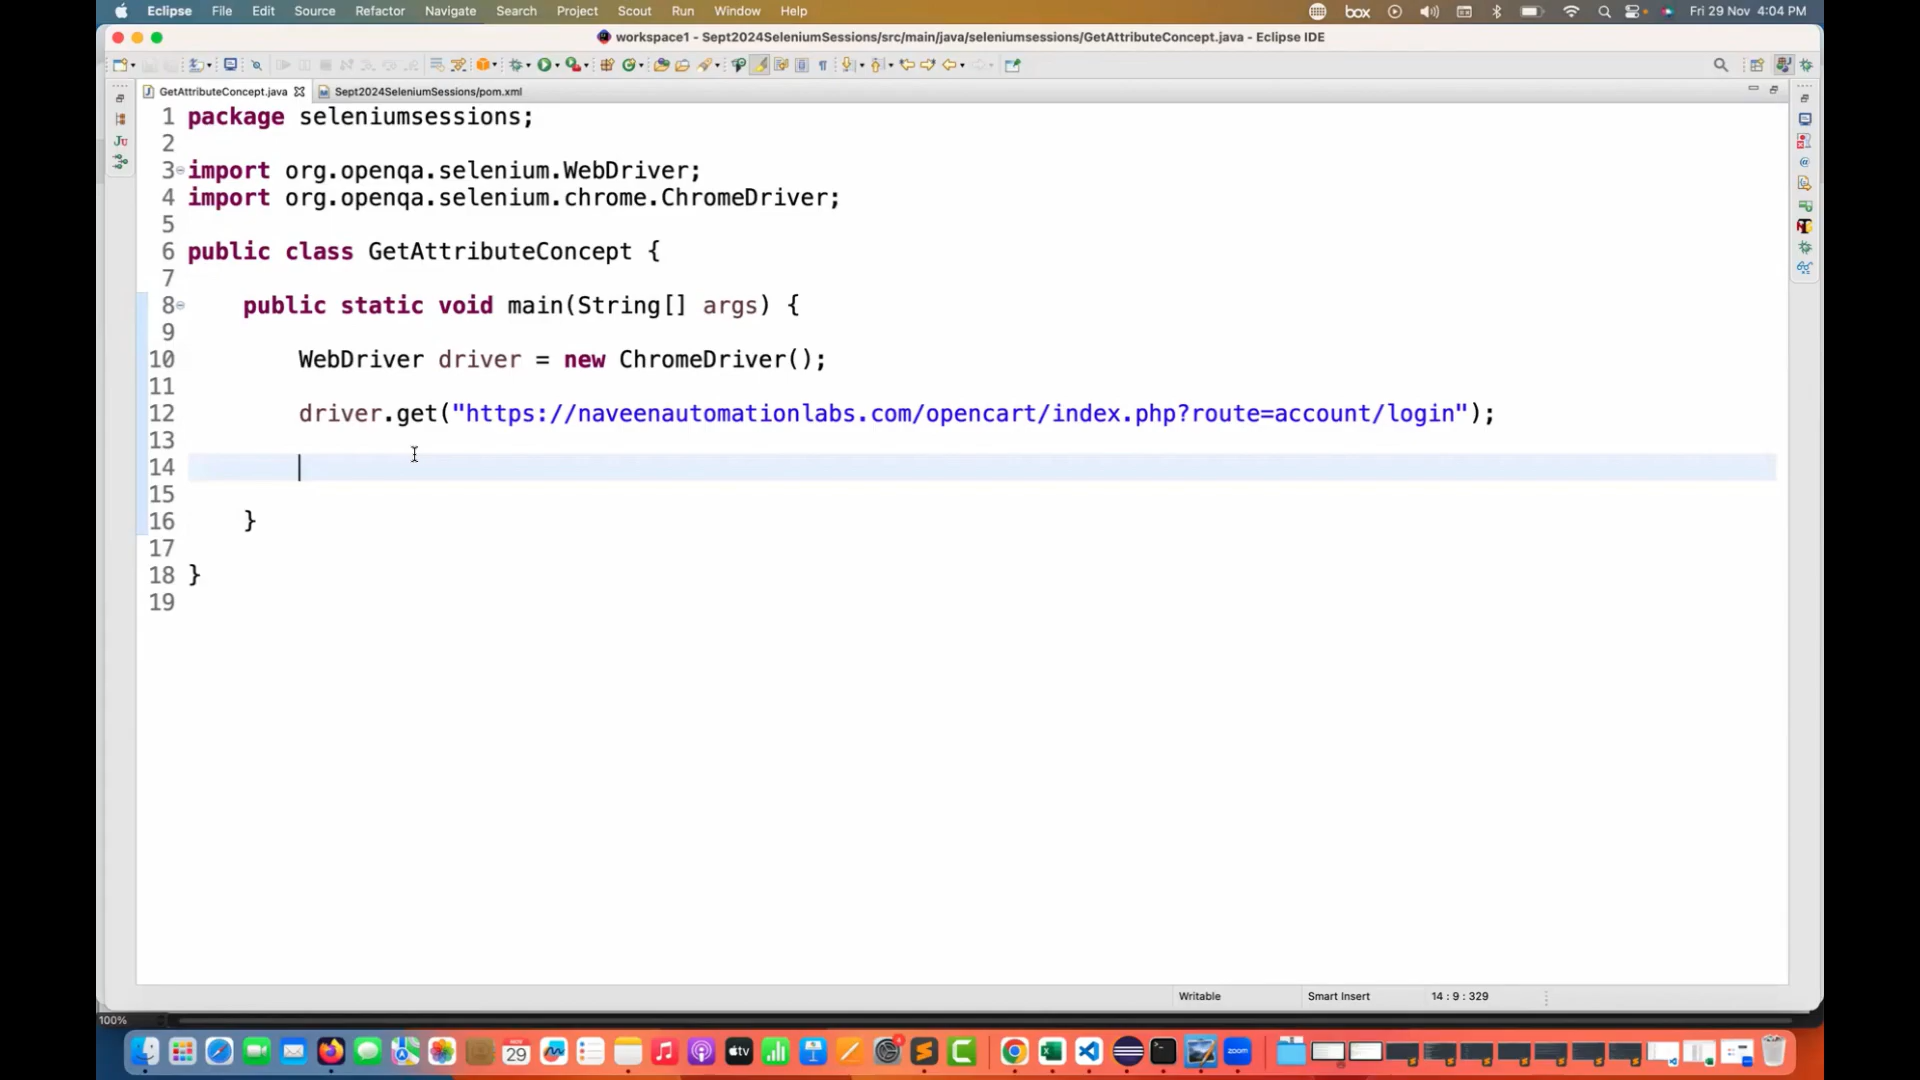 Eclipse File Edit Source Refactor Navigate Search Project Scout Run Window Help box Fri 29 Nov 4:04 PM
workspace1 - Sept2024SeleniumSessions/src/main/java/seleniumsessions/GetAttributeConcept.java - Eclipse IDE
GetAttributeConcept.java Sept2024SeleniumSessions/pom.xml
1 package seleniumsessions;
2
3 import org.openqa.selenium.WebDriver;
4 import org.openqa.selenium.chrome.ChromeDriver;
5
6 public class GetAttributeConcept {
7
8 public static void main(String[] args) {
9
10 WebDriver driver = new ChromeDriver();
11
12 driver.get("https://naveenautomationlabs.com/opencart/index.php?route=account/login");
13
14
15
16 }
17
18 }
19
Writable Smart Insert 14 : 9 : 329
100%
29 tv zoom